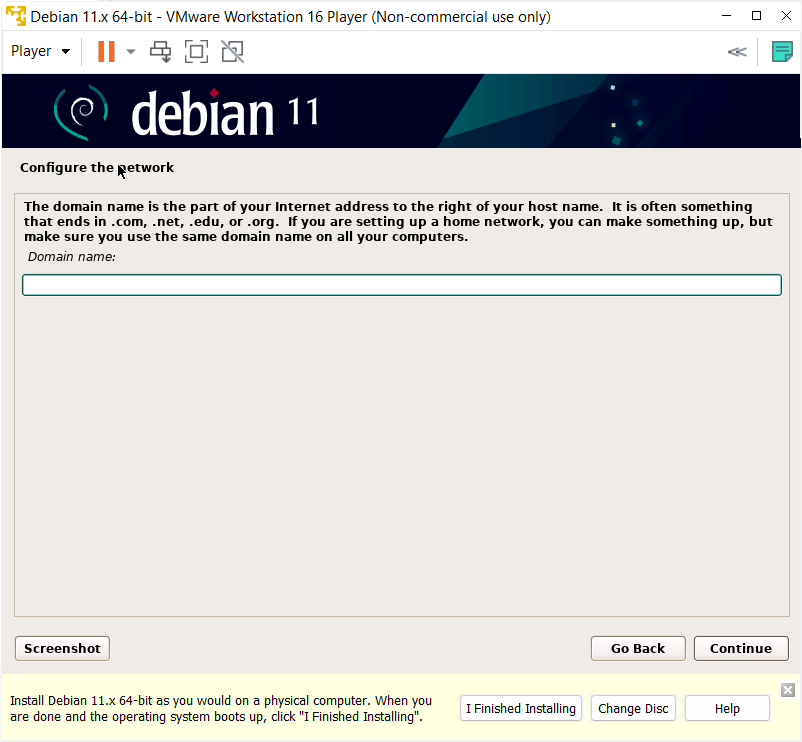 Debian 11.x 64-bit - VMware Workstation 16 Player (Non-commercial use only)
Player
debian 11
Configure the network
The domain name is the part of your Internet address to the right of your host name.  It is often something
that ends in .com, .net, .edu, or .org.  If you are setting up a home network, you can make something up, but
make sure you use the same domain name on all your computers.
Domain name:
Screenshot
Go Back
Continue
Install Debian 11.x 64-bit as you would on a physical computer. When you
are done and the operating system boots up, click "I Finished Installing".
I Finished Installing
Change Disc
Help